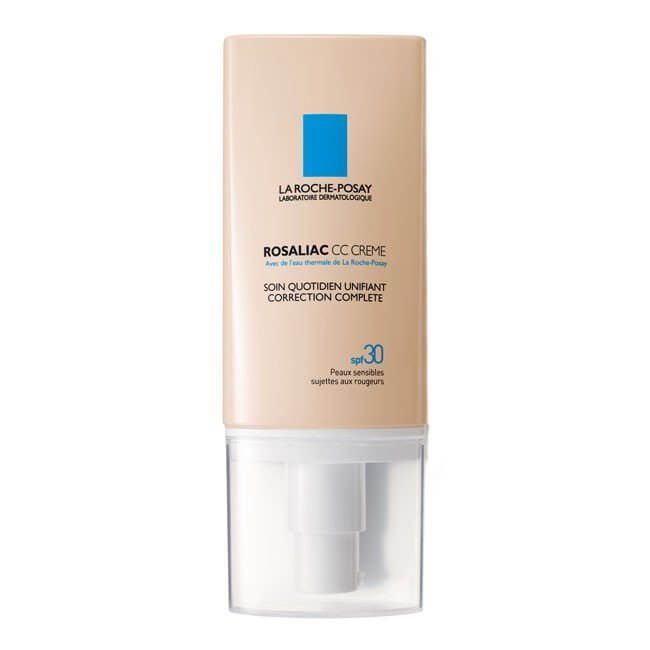 LA ROCHE-POSAY
LABORATOIRE DERMATOLOGIQUE
ROSALIAC CC CREME
Avec de l'eau thermale de La Roche-Posay
SOIN QUOTIDIEN UNIFIANT
CORRECTION COMPLETE
spf30
Peaux sensibles
sujettes aux rougeurs